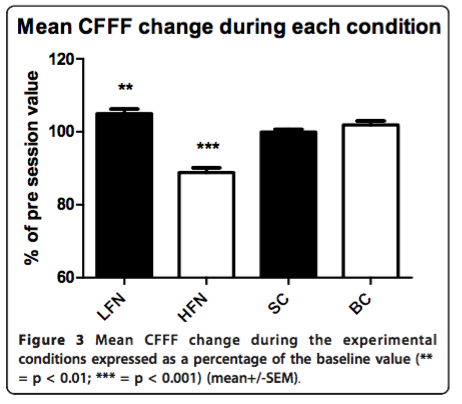 Mean CFFF change during each condition
% of pre session value
120
100
80
60
**
***
LFN
HFN
SC
BC
Figure 3 Mean CFFF change during the experimental
conditions expressed as a percentage of the baseline value (**
= p < 0.01; *** = p < 0.001) (mean+/-SEM).